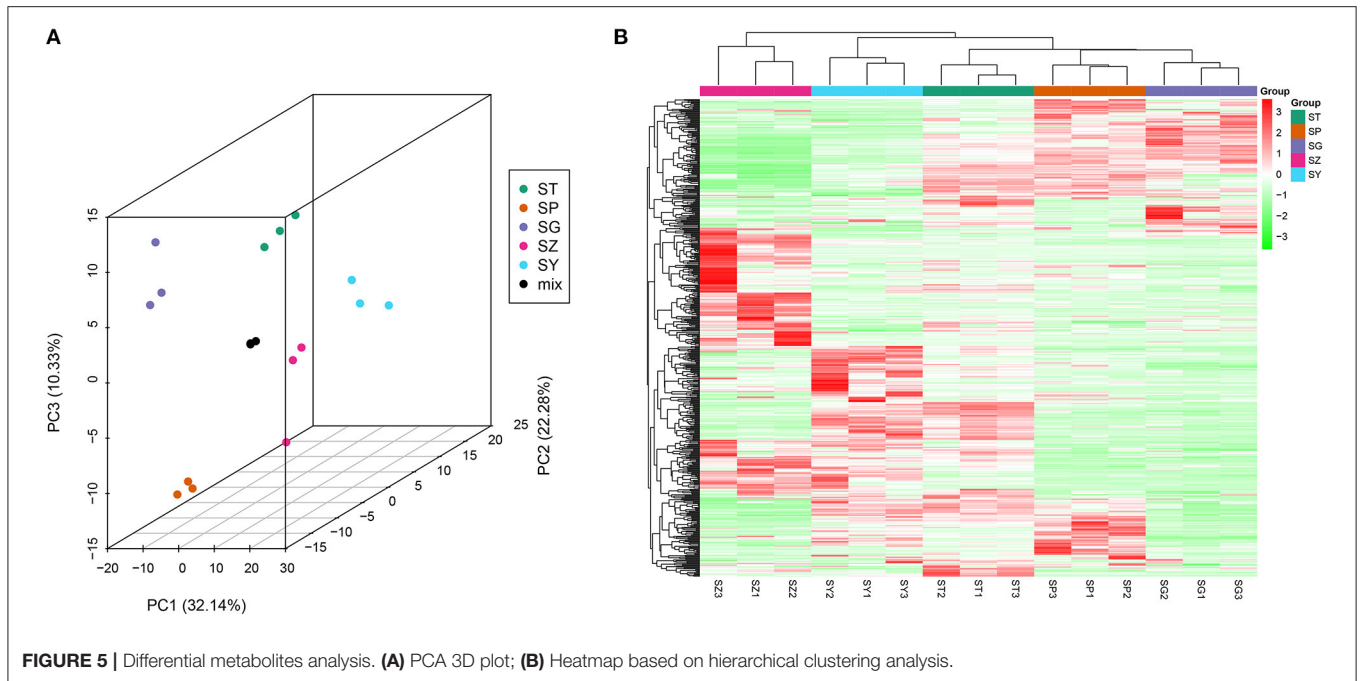 A
15
10
5
0
−5
−10
−15
PC3 (10.33%)
−20
−10
0
10
20
30
PC1 (32.14%)
−15
−10
−5
0
5
10
15
20
25
PC2 (22.28%)
ST
SP
SG
SZ
SY
mix
B
Group
3
2
1
0
−1
−2
−3
Group
ST
SP
SG
SZ
SY
SZ3
SZ1
SZ2
SY2
SY1
SY3
ST2
ST1
ST3
SP3
SP1
SP2
SG2
SG1
SG3
FIGURE 5 | Differential metabolites analysis. (A) PCA 3D plot; (B) Heatmap based on hierarchical clustering analysis.